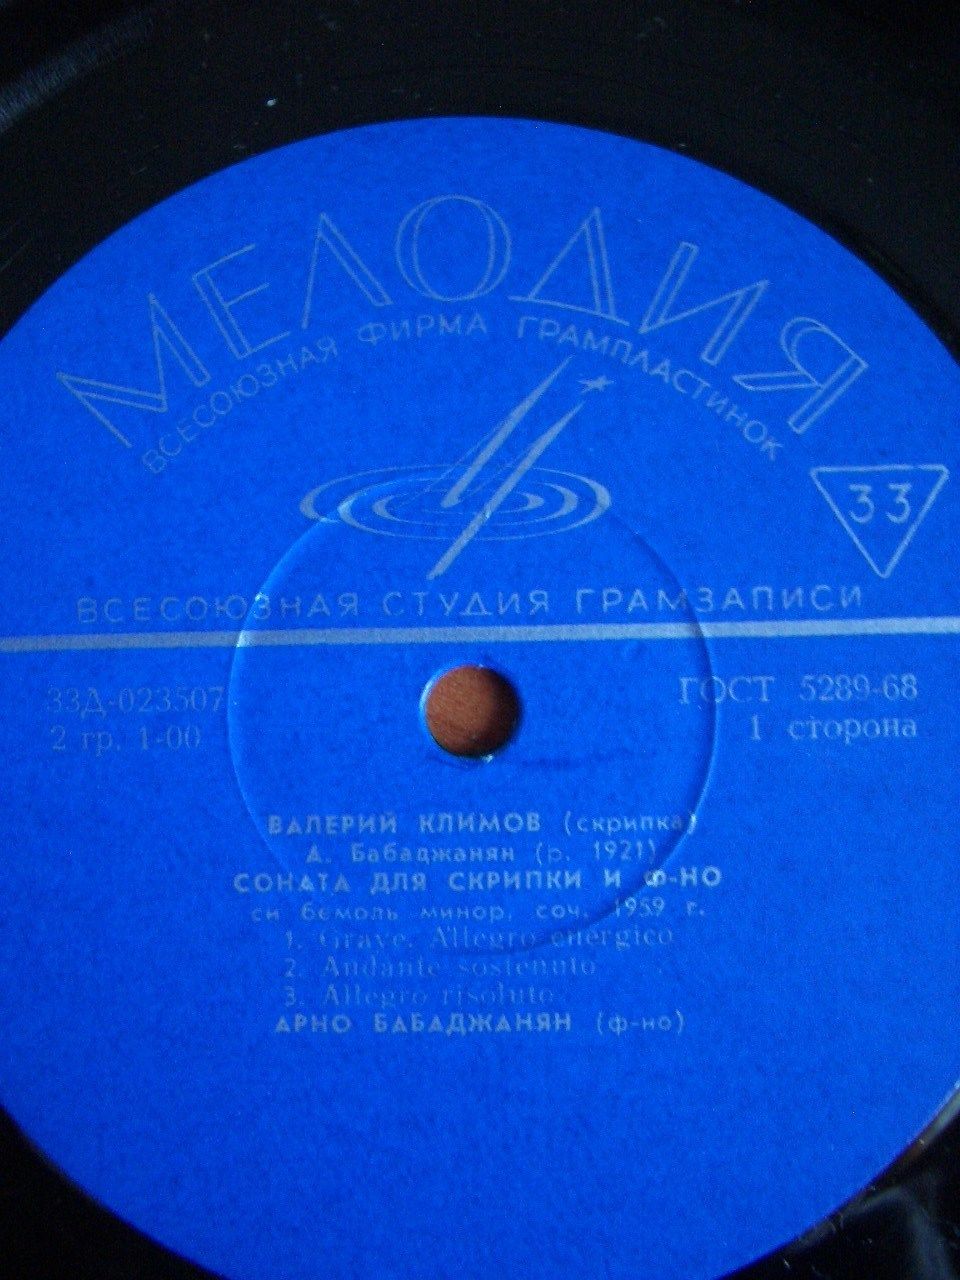 МЕЛОДИЯ
ВСЕСОЮЗНАЯ ФИРМА ГРАМПЛАСТИНОК
33
ВСЕСОЮЗНАЯ СТУДИЯ ГРАМЗАПИСИ
33Д-023507
ГОСТ 5289-68
2 гр. 1-00
1 сторона
ВАЛЕРИЙ КЛИМОВ (скрипка)
А. Бабаджанян (р. 1921)
СОНАТА ДЛЯ СКРИПКИ И Ф-НО
си бемоль минор, соч. 1959 г.
1. Grave. Allegro energico
2. Andante sostenuto
3. Allegro risoluto
АРНО БАБАДЖАНЯН (ф-но)